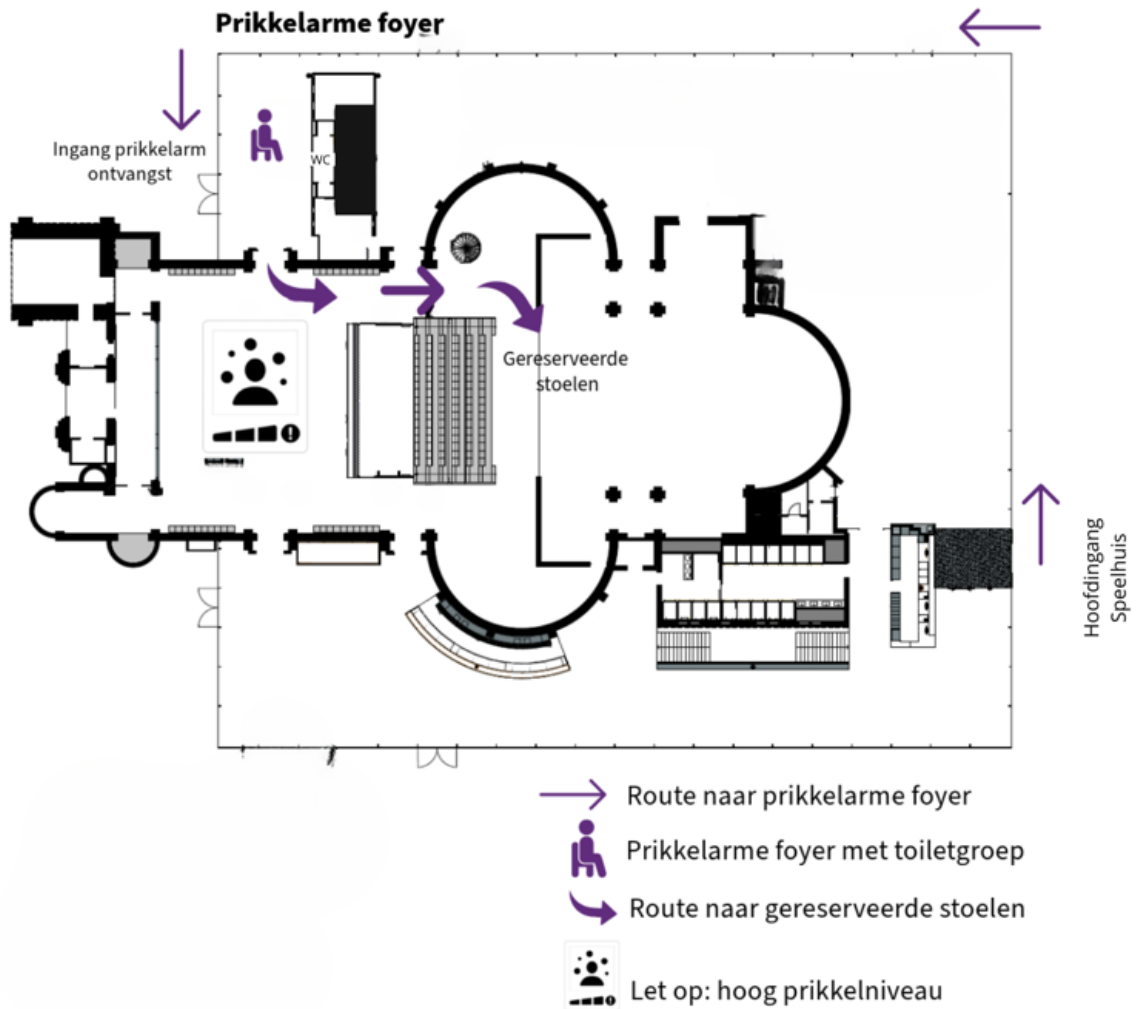 Prikkelarme foyer
Ingang prikkelarm
ontvangst
WC
Gereserveerde
stoelen
Hoofdingang
Speelhuis
Route naar prikkelarme foyer
Prikkelarme foyer met toiletgroep
Route naar gereserveerde stoelen
Let op: hoog prikkelniveau